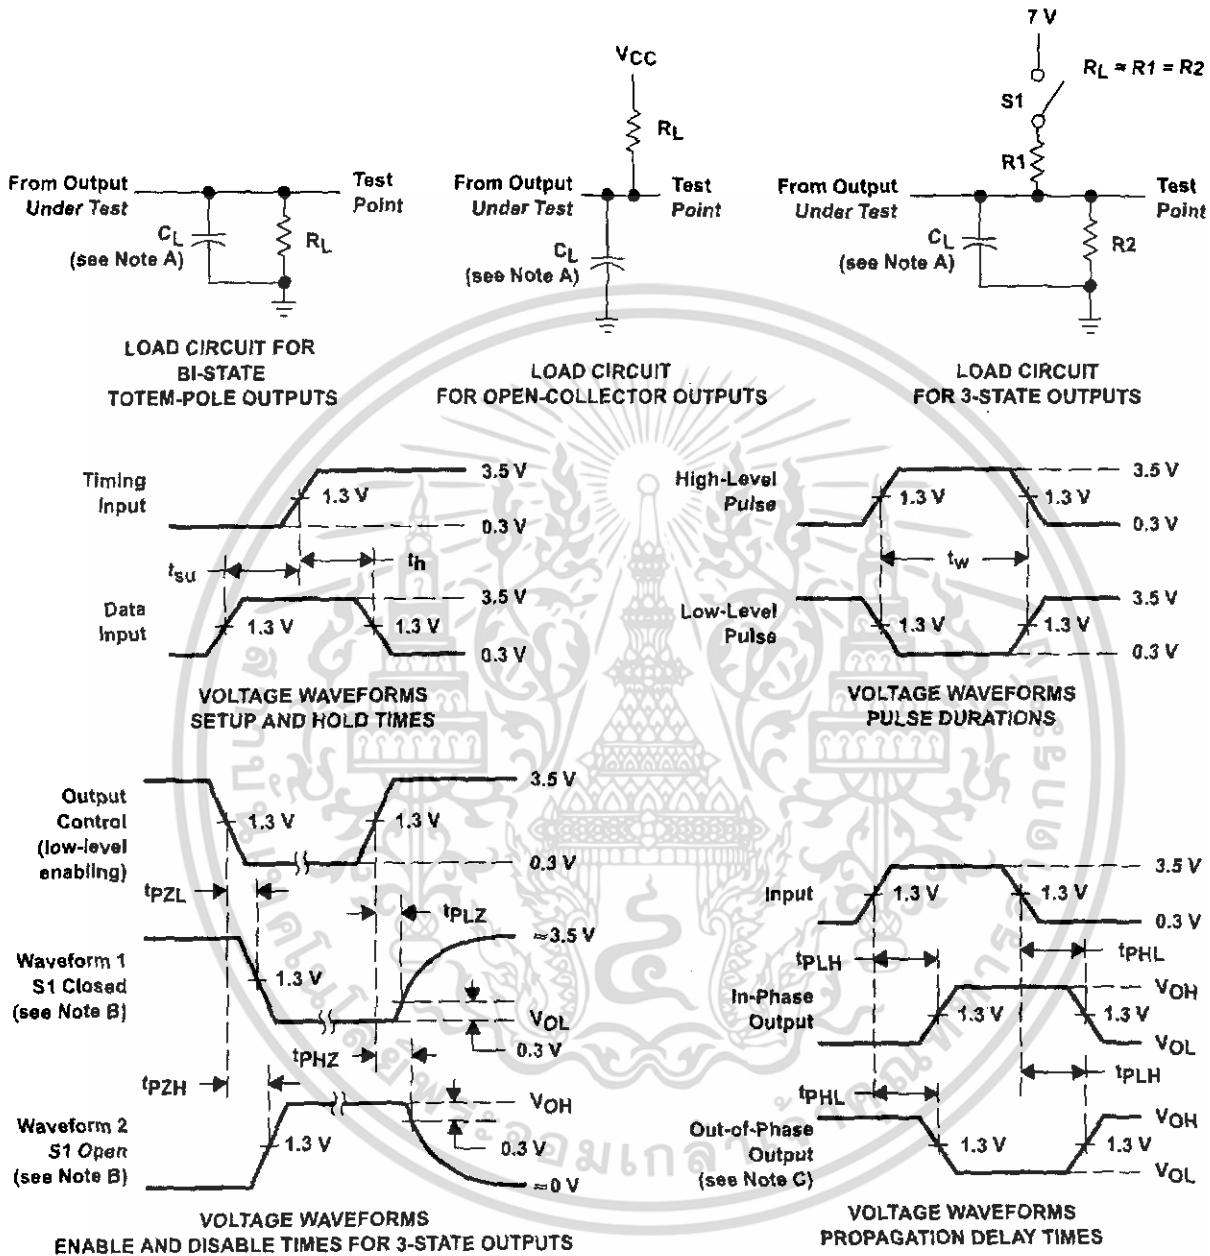 7 V
VCC
RL = R1 = R2
S1
RL
R1
From Output
Under Test
Test
Point
CL
(see Note A)
RL
From Output
Under Test
Test
Point
CL
(see Note A)
From Output
Under Test
Test
Point
CL
(see Note A)
R2
LOAD CIRCUIT FOR
BI-STATE
TOTEM-POLE OUTPUTS
LOAD CIRCUIT
FOR OPEN-COLLECTOR OUTPUTS
LOAD CIRCUIT
FOR 3-STATE OUTPUTS
Timing
Input
1.3 V
3.5 V
0.3 V
tsu
th
Data
Input
1.3 V
1.3 V
3.5 V
0.3 V
VOLTAGE WAVEFORMS
SETUP AND HOLD TIMES
High-Level
Pulse
1.3 V
1.3 V
3.5 V
0.3 V
tw
Low-Level
Pulse
1.3 V
1.3 V
3.5 V
0.3 V
VOLTAGE WAVEFORMS
PULSE DURATIONS
Output
Control
(low-level
enabling)
1.3 V
1.3 V
3.5 V
0.3 V
tPZL
tPLZ
Waveform 1
S1 Closed
(see Note B)
1.3 V
≈3.5 V
VOL
0.3 V
tPZH
tPHZ
Waveform 2
S1 Open
(see Note B)
1.3 V
VOH
0.3 V
≈0 V
VOLTAGE WAVEFORMS
ENABLE AND DISABLE TIMES FOR 3-STATE OUTPUTS
Input
1.3 V
1.3 V
3.5 V
0.3 V
tPLH
tPHL
In-Phase
Output
1.3 V
1.3 V
VOH
VOL
tPHL
tPLH
Out-of-Phase
Output
(see Note C)
1.3 V
1.3 V
VOH
VOL
VOLTAGE WAVEFORMS
PROPAGATION DELAY TIMES